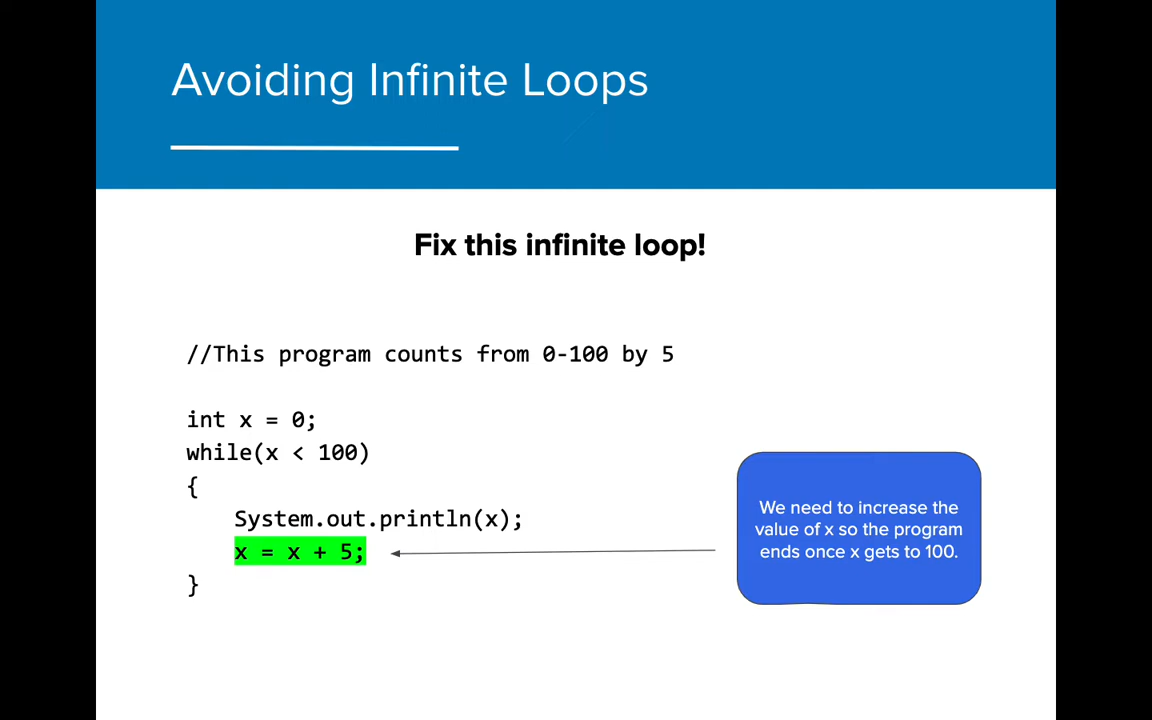 Avoiding Infinite Loops
Fix this infinite loop!
//This program counts from 0-100 by 5
int x = 0;
while(x < 100)
{
System.out.println(x);
x = x + 5;
}
We need to increase the
value of x so the program
ends once x gets to 100.